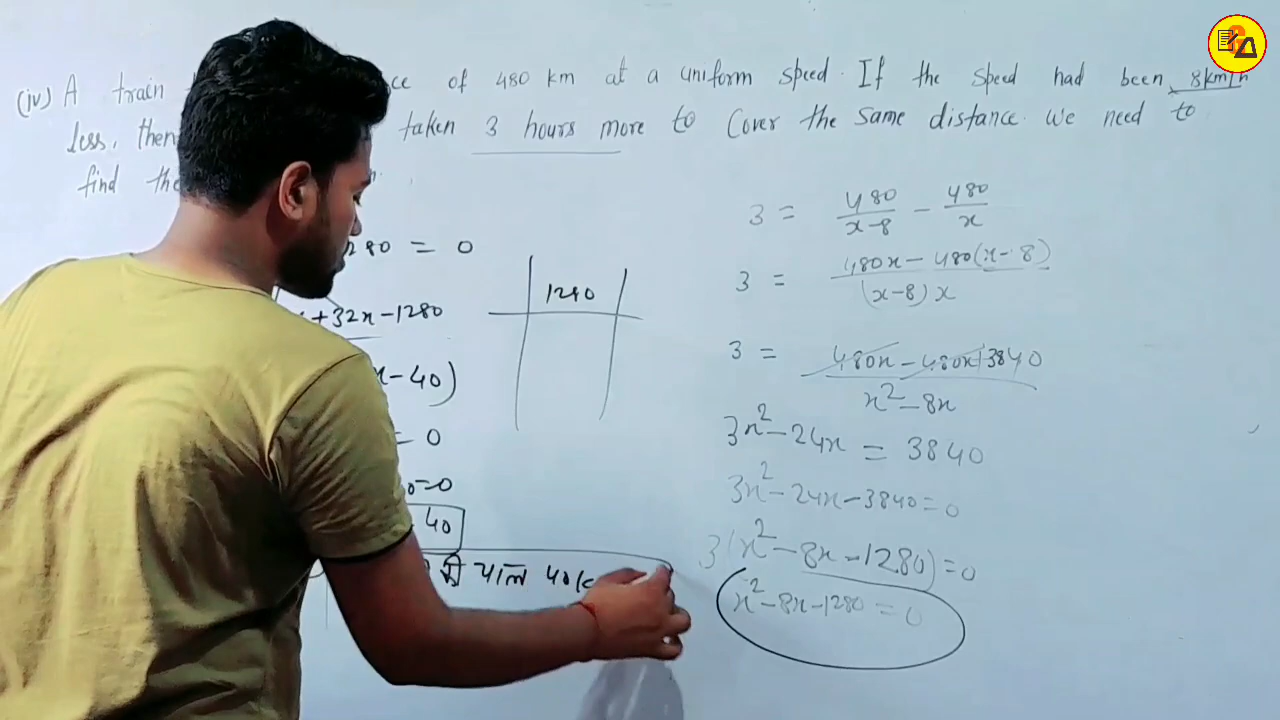 (iv) A train of 480 km at a uniform speed. If the speed had been 8km/h
less, then taken 3 hours more to Cover the same distance. We need to
find the
280 = 0
+32x-1280
x-40)
= 0
0=0
40
की चाल 40k
1280
3 = 480/(x-8) - 480/x
3 = (480x - 480(x-8))/((x-8)x)
3 = (480x-480x+3840)/(x²-8x)
3x²-24x = 3840
3x²-24x-3840=0
3(x²-8x-1280)=0
x²-8x-1280=0